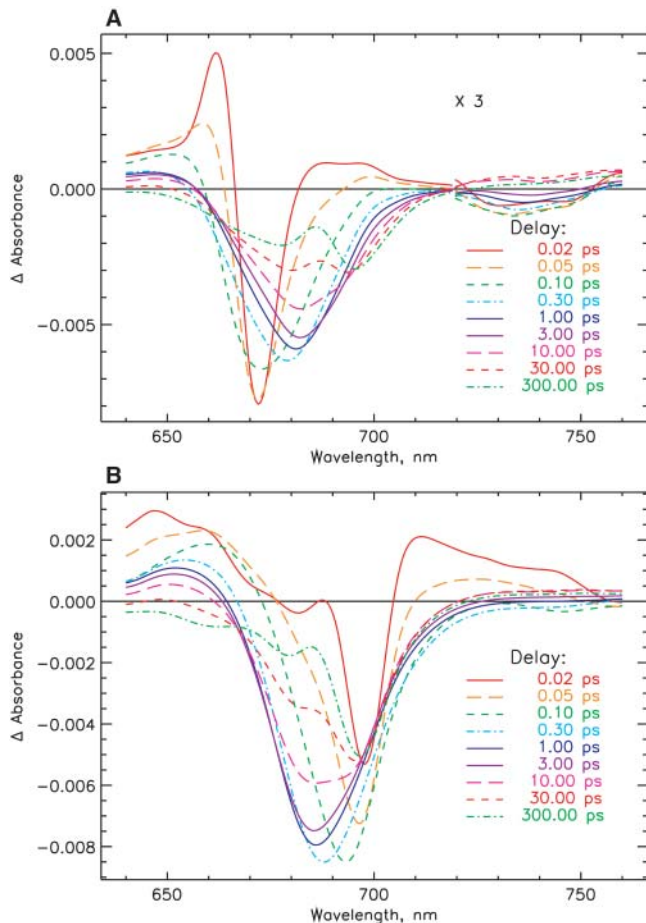 A
0.005
0.000
−0.005
Δ Absorbance
x 3
Delay:
0.02 ps
0.05 ps
0.10 ps
0.30 ps
1.00 ps
3.00 ps
10.00 ps
30.00 ps
300.00 ps
650 700 750
Wavelength, nm
B
0.002
0.000
−0.002
−0.004
−0.006
−0.008
Δ Absorbance
Delay:
0.02 ps
0.05 ps
0.10 ps
0.30 ps
1.00 ps
3.00 ps
10.00 ps
30.00 ps
300.00 ps
650 700 750
Wavelength, nm